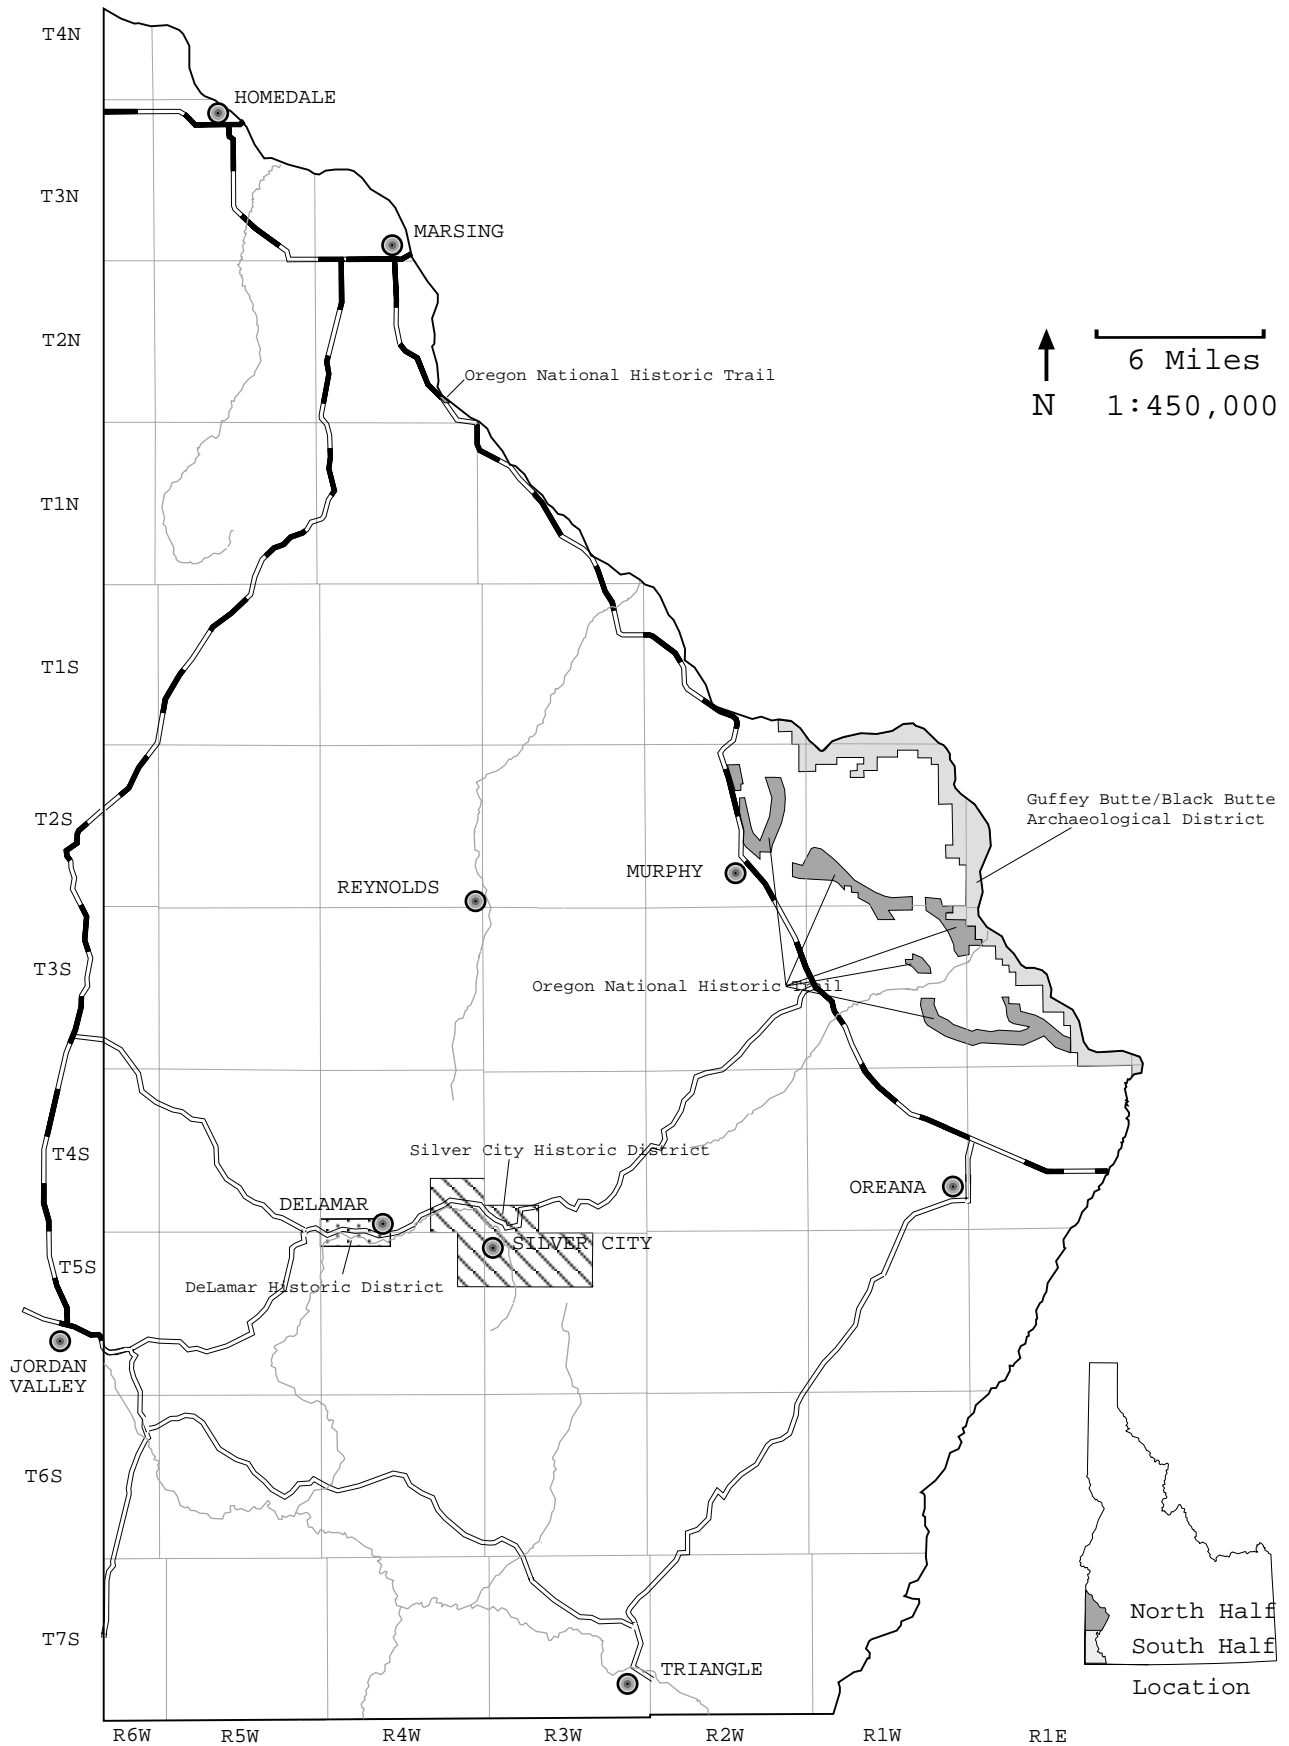 T4N
HOMEDALE
T3N
MARSING
T2N
6 Miles
Oregon National Historic Trail
N
1:450,000
T1N
T1S
Guffey Butte/Black Butte
Archaeological District
T2S
MURPHY
REYNOLDS
T3S
Oregon National Historic Trail
T4S
Silver City Historic District
OREANA
DELAMAR
SILVER CITY
T5S
DeLamar Historic District
JORDAN
VALLEY
T6S
North Half
South Half
T7S
TRIANGLE
Location
R6W
R5W
R4W
R3W
R2W
R1W
R1E